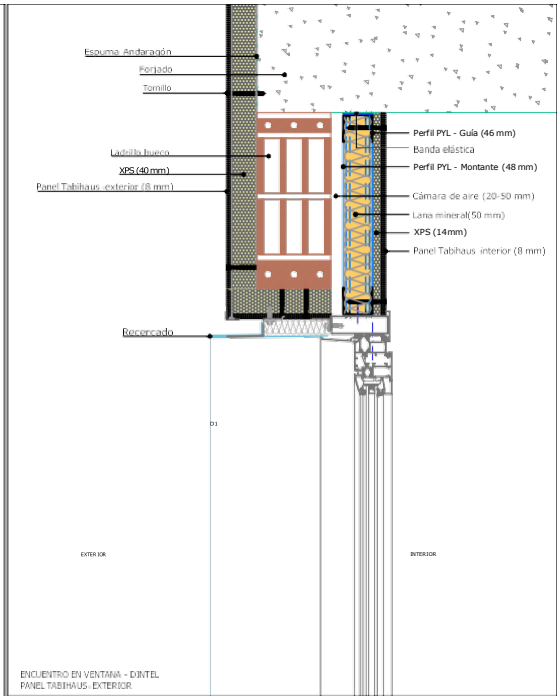 Espuma Andaragón
Forjado
Tornillo
Ladrillo hueco
XPS (40 mm)
Panel Tabihaus exterior (8 mm)
Recercado
Perfil PYL - Guía (46 mm)
Banda elástica
Perfil PYL - Montante (48 mm)
Cámara de aire (20-50 mm)
Lana mineral(50 mm)
XPS (14mm)
Panel Tabihaus interior (8 mm)
D1
EXTERIOR
INTERIOR
ENCUENTRO EN VENTANA - DINTEL
PANEL TABIHAUS-EXTERIOR